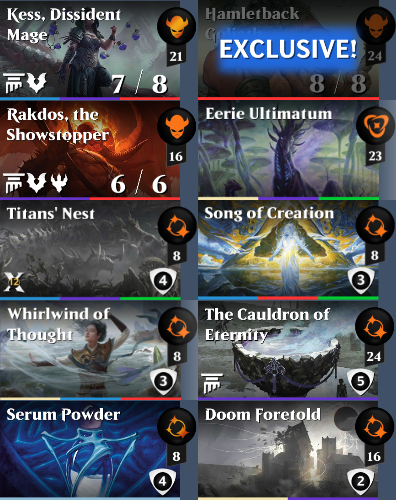 Kess, Dissident
Mage
21
7 / 8
Hamletback
Goliath
EXCLUSIVE!
24
8 / 8
Rakdos, the
Showstopper
16
6 / 6
Eerie Ultimatum
23
Titans' Nest
8
X 12
4
Song of Creation
8
3
Whirlwind of
Thought
8
3
The Cauldron of
Eternity
24
5
Serum Powder
8
4
Doom Foretold
16
2